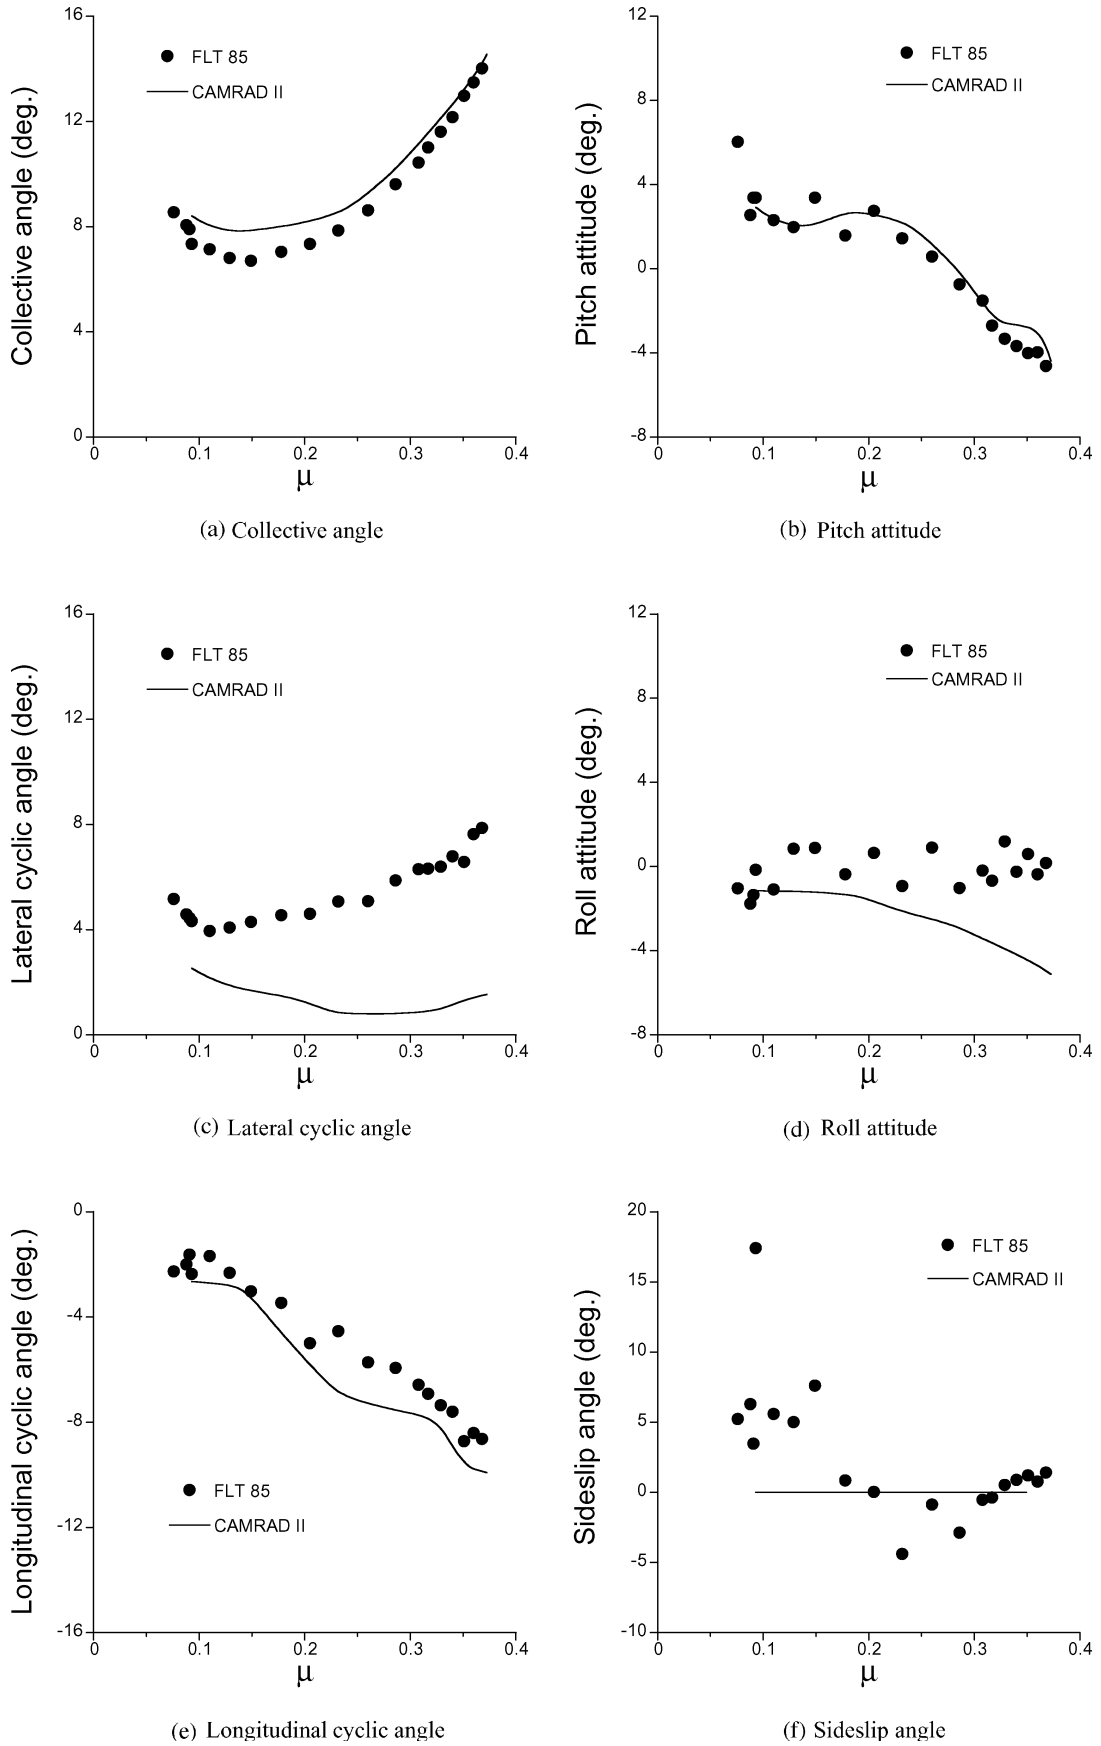 16
12
8
4
0
0
0.1
0.2
0.3
0.4
Collective angle (deg.)
FLT 85
CAMRAD II
μ
(a) Collective angle
12
8
4
0
-4
-8
0
0.1
0.2
0.3
0.4
Pitch attitude (deg.)
FLT 85
CAMRAD II
μ
(b) Pitch attitude
16
12
8
4
0
0
0.1
0.2
0.3
0.4
Lateral cyclic angle (deg.)
FLT 85
CAMRAD II
μ
(c) Lateral cyclic angle
12
8
4
0
-4
-8
0
0.1
0.2
0.3
0.4
Roll attitude (deg.)
FLT 85
CAMRAD II
μ
(d) Roll attitude
0
-4
-8
-12
-16
0
0.1
0.2
0.3
0.4
Longitudinal cyclic angle (deg.)
FLT 85
CAMRAD II
μ
(e) Longitudinal cyclic angle
20
15
10
5
0
-5
-10
0
0.1
0.2
0.3
0.4
Sideslip angle (deg.)
FLT 85
CAMRAD II
μ
(f) Sideslip angle